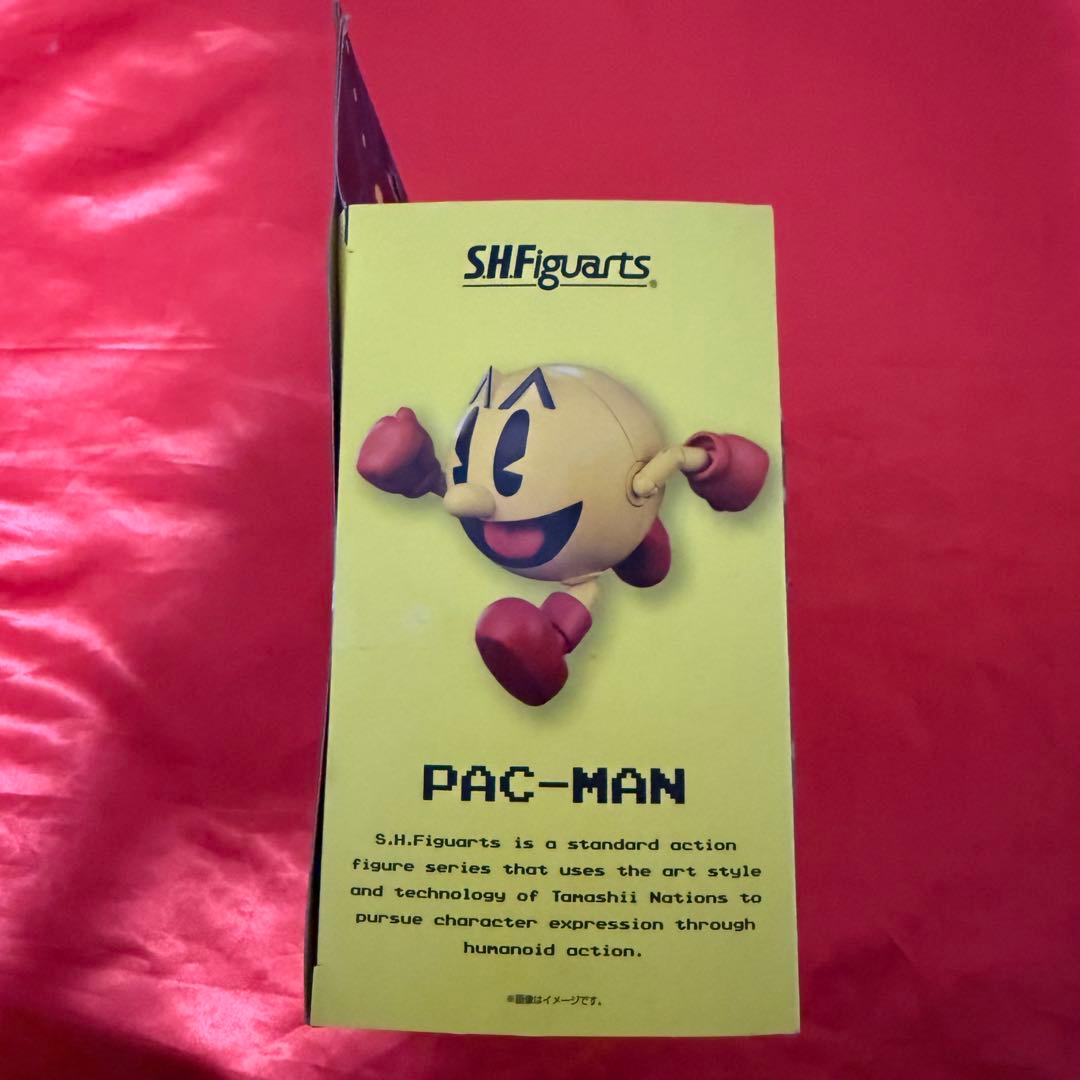 S.H.Figuarts
PAC-MAN
S.H.Figuarts is a standard action
figure series that uses the art style
and technology of Tamashii Nations to
pursue character expression through
humanoid action.
※画像はイメージです。